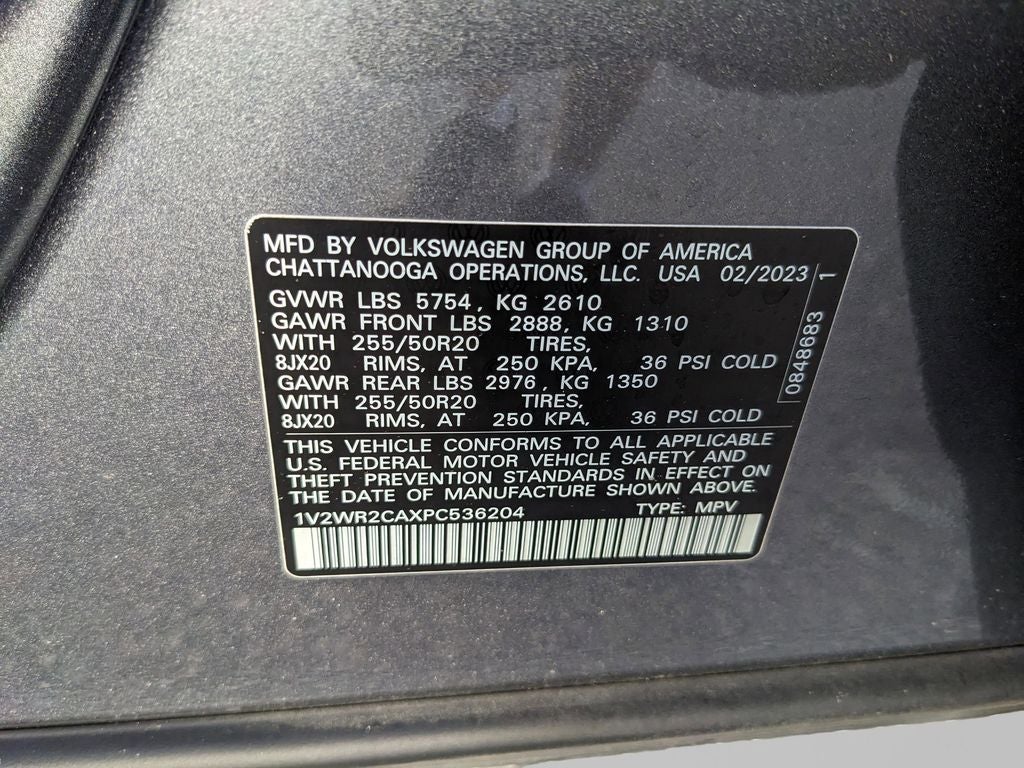 MFD BY VOLKSWAGEN GROUP OF AMERICA
CHATTANOOGA OPERATIONS, LLC. USA 02/2023
GVWR LBS 5754, KG 2610
GAWR FRONT LBS 2888, KG 1310
WITH 255/50R20 TIRES,
8JX20 RIMS, AT 250 KPA, 36 PSI COLD
GAWR REAR LBS 2976, KG 1350
WITH 255/50R20 TIRES,
8JX20 RIMS, AT 250 KPA, 36 PSI COLD
THIS VEHICLE CONFORMS TO ALL APPLICABLE
U.S. FEDERAL MOTOR VEHICLE SAFETY AND
THEFT PREVENTION STANDARDS IN EFFECT ON
THE DATE OF MANUFACTURE SHOWN ABOVE.
1V2WR2CAXPC536204 TYPE: MPV
0848683 1